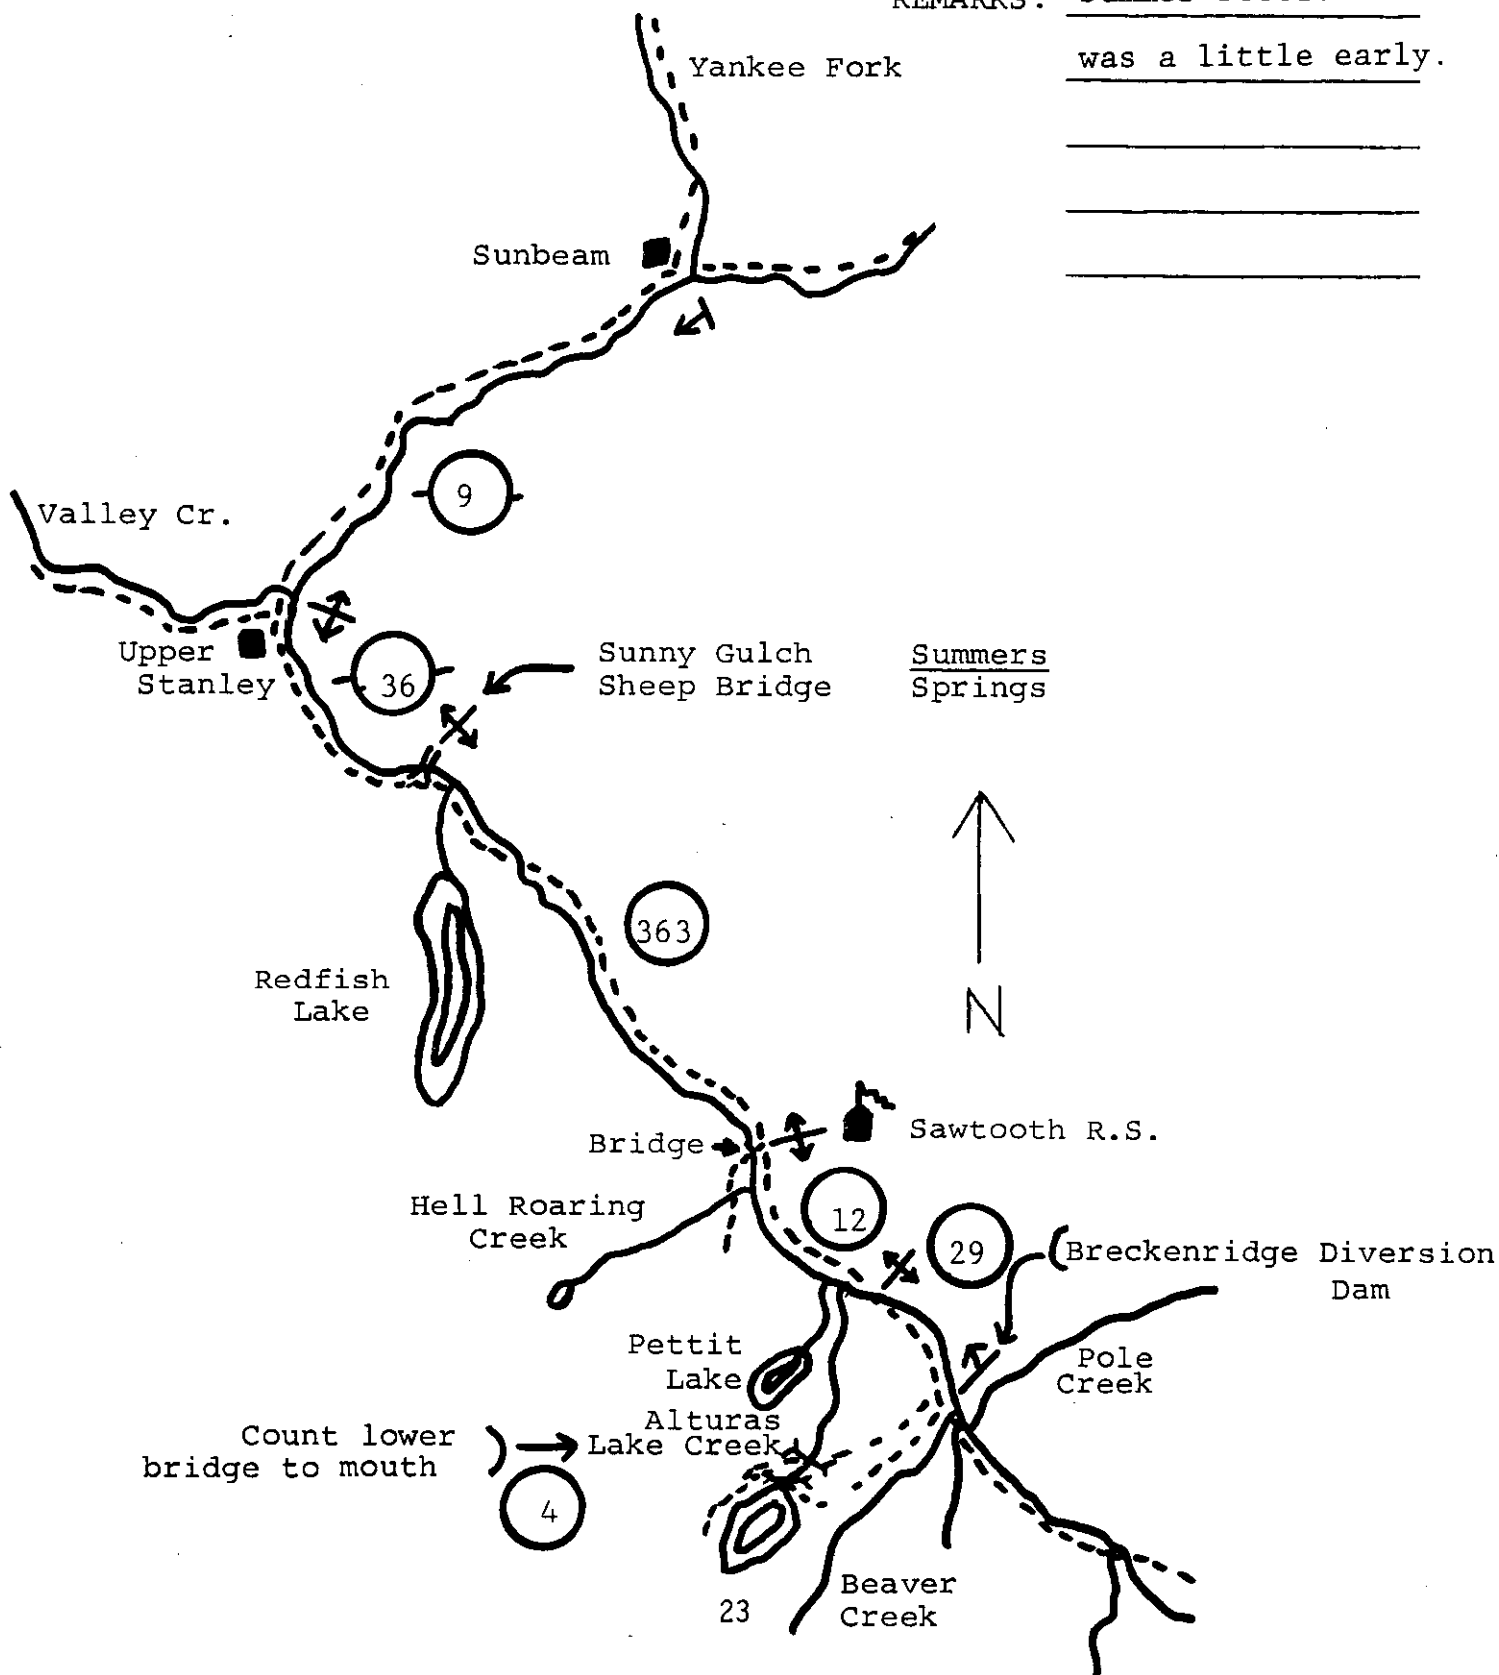 REMARKS:
was a little early.
Yankee Fork
Sunbeam
9
Valley Cr.
Upper
Stanley
36
Sunny Gulch
Sheep Bridge
Summers
Springs
363
Redfish
Lake
N
Bridge
Sawtooth R.S.
Hell Roaring
Creek
12
29
Breckenridge Diversion
Dam
Pettit
Lake
Pole
Creek
Alturas
Lake Creek
Count lower
bridge to mouth
4
23
Beaver
Creek